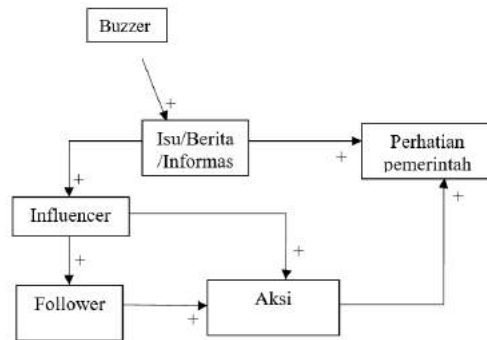 Buzzer
+
Isu/Berita
/Informas
+
Perhatian
pemerintah
+
+
Influencer
+
+
Follower
+
Aksi